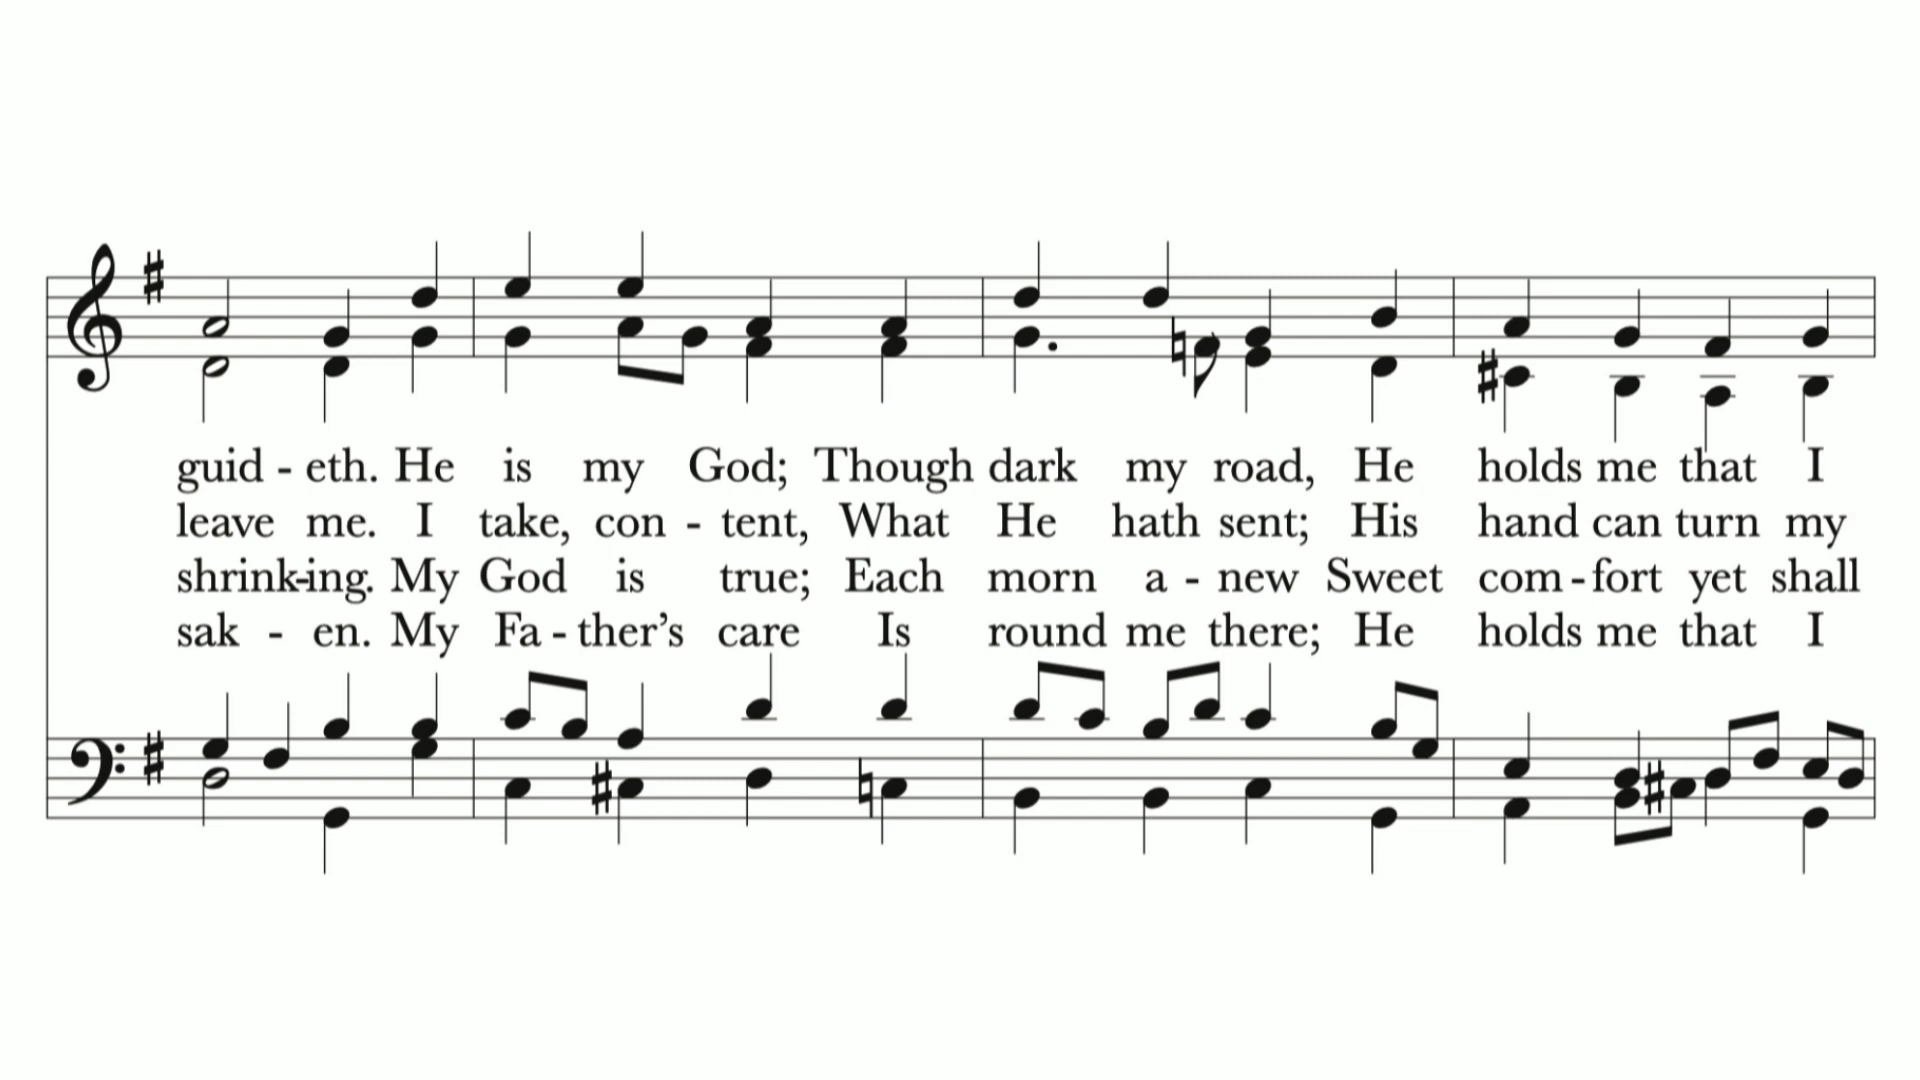 guid - eth. He is my God; Though dark my road, He holds me that I
leave me. I take, con - tent, What He hath sent; His hand can turn my
shrink-ing. My God is true; Each morn a - new Sweet com - fort yet shall
sak - en. My Fa - ther’s care Is round me there; He holds me that I